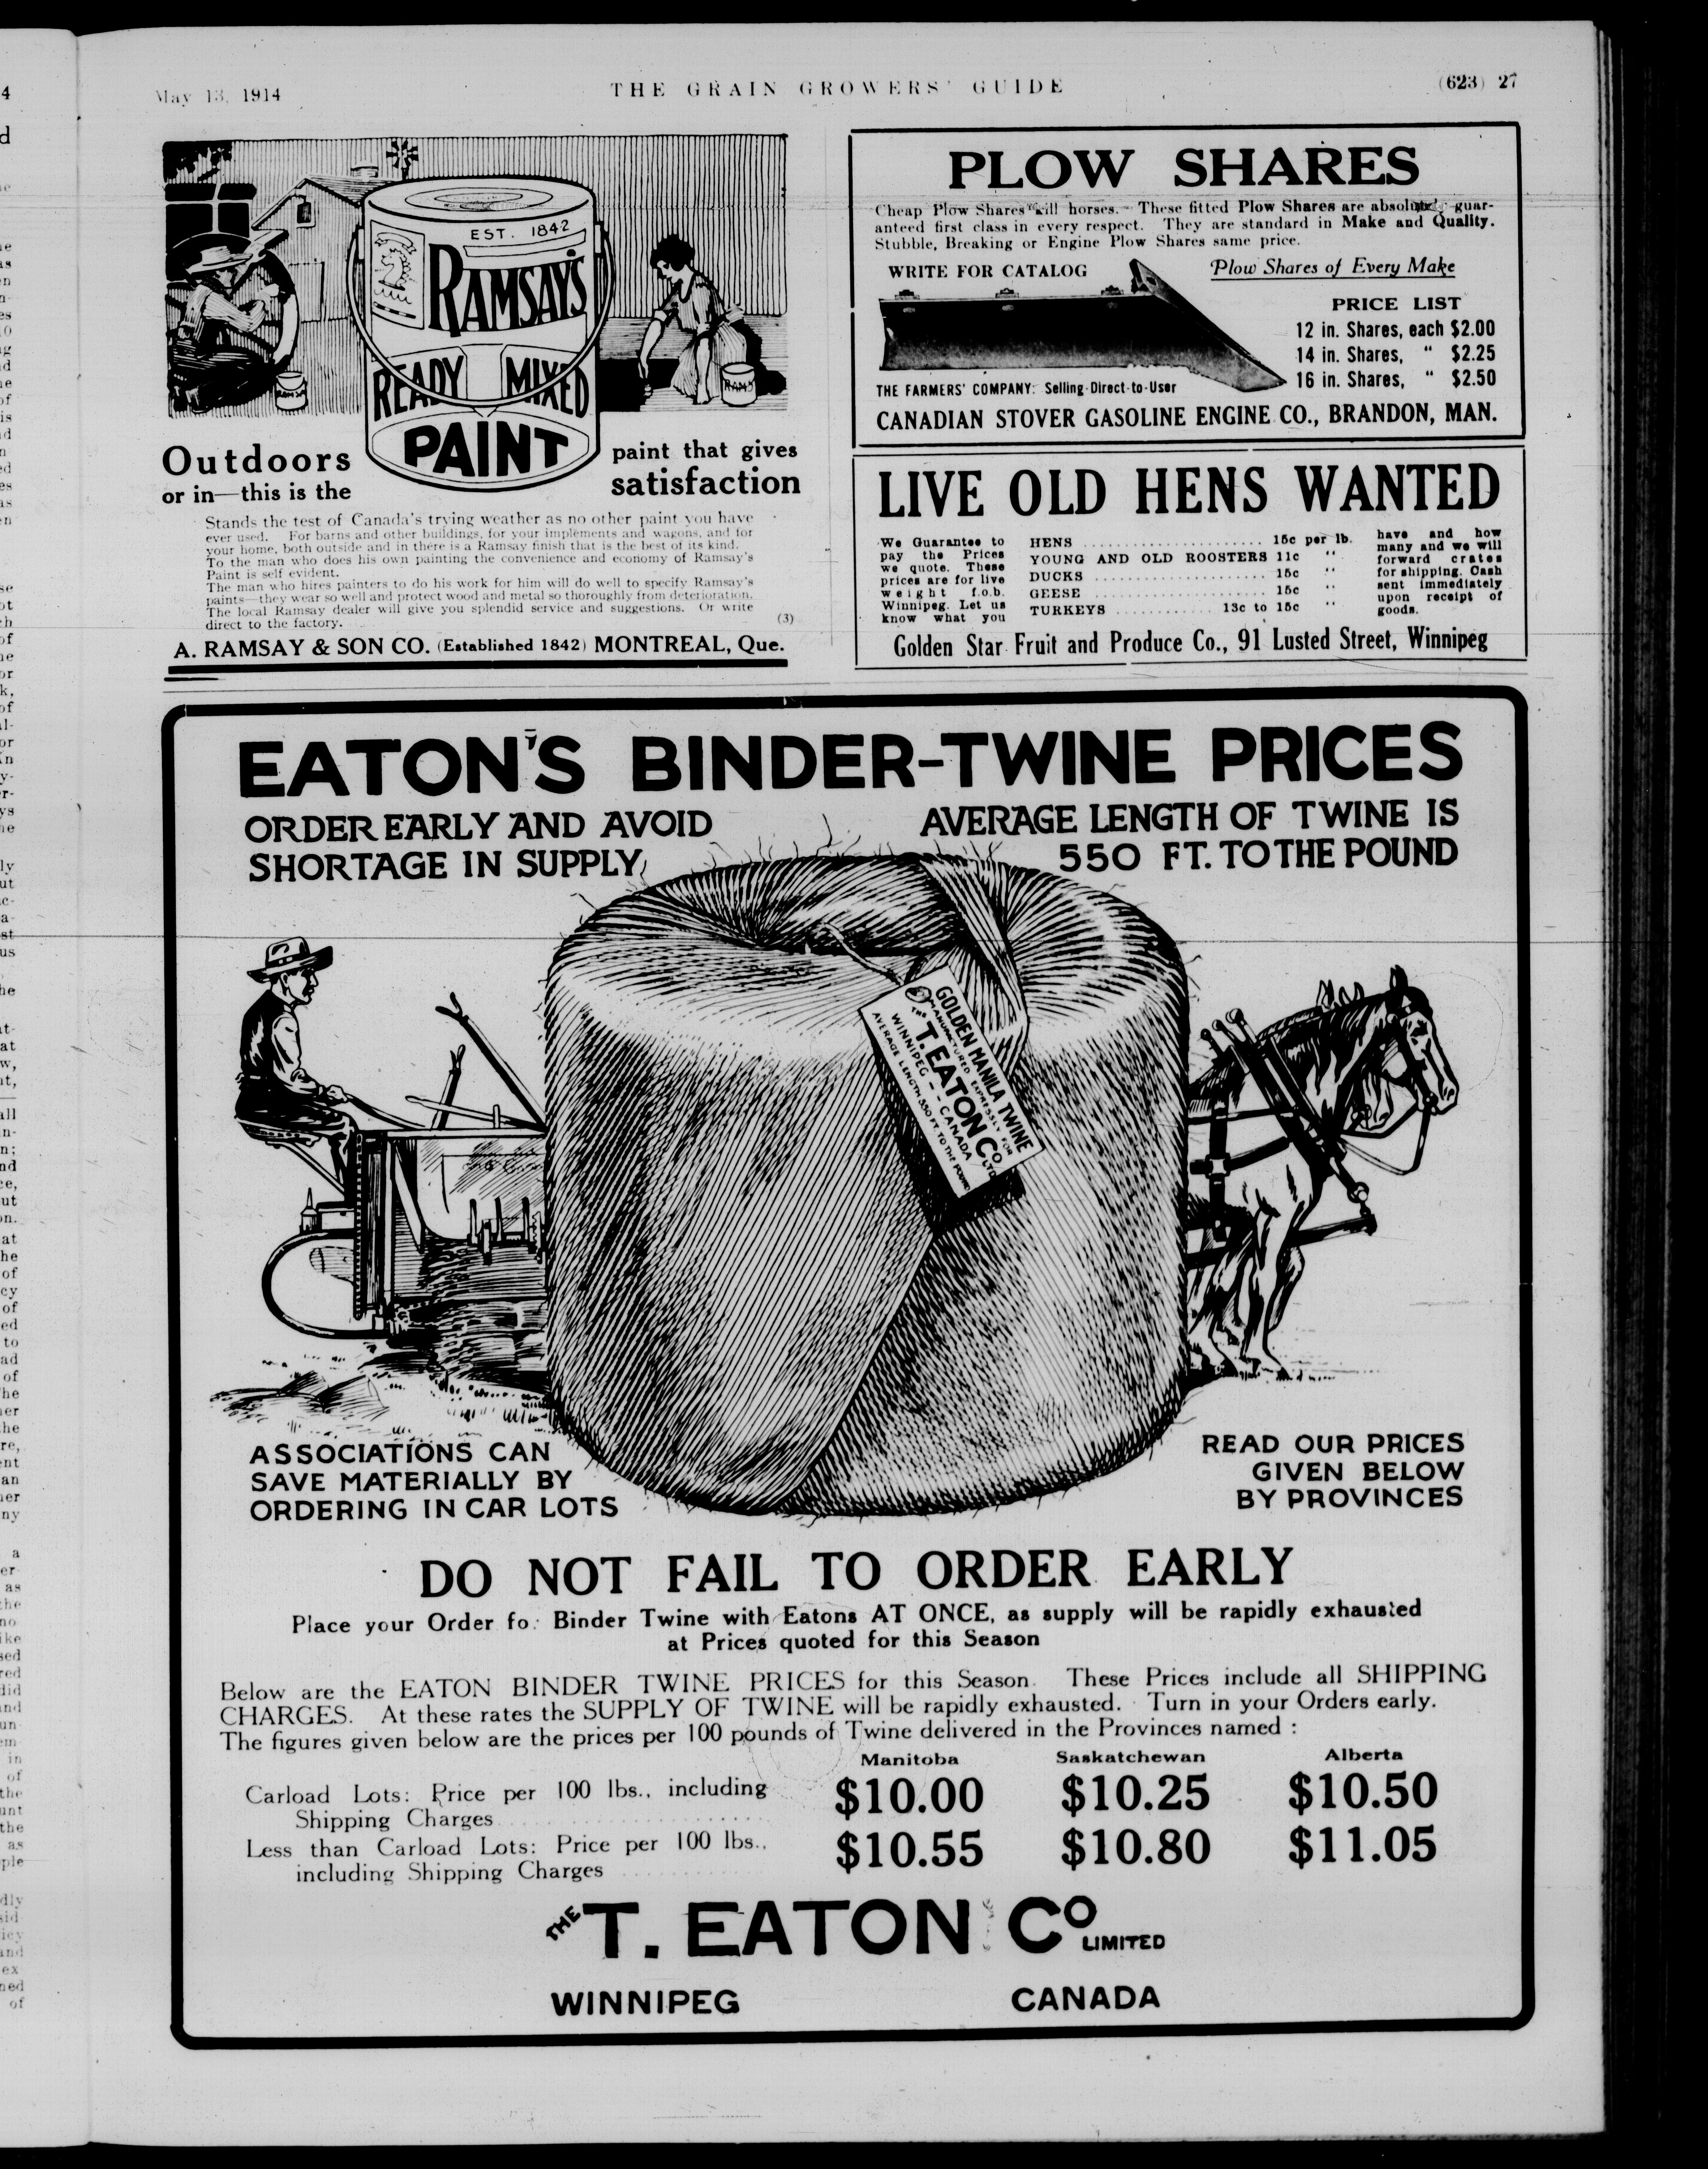 May 13, 1914
THE GRAIN GROWERS' GUIDE
(623) 27
EST. 1842
RAMSAY'S
READY MIXED
PAINT
RAMS
Outdoors
or in—this is the
paint that gives
satisfaction
Stands the test of Canada's trying weather as no other paint you have
ever used. For barns and other buildings, for your implements and wagons, and for
your home, both outside and in there is a Ramsay finish that is the best of its kind.
To the man who does his own painting the convenience and economy of Ramsay's
Paint is self evident.
The man who hires painters to do his work for him will do well to specify Ramsay's
paints—they wear so well and protect wood and metal so thoroughly from deterioration.
The local Ramsay dealer will give you splendid service and suggestions. Or write
direct to the factory.
(3)
A. RAMSAY & SON CO. (Established 1842) MONTREAL, Que.
PLOW SHARES
Cheap Plow Shares kill horses. These fitted Plow Shares are absolutely guar-
anteed first class in every respect. They are standard in Make and Quality.
Stubble, Breaking or Engine Plow Shares same price.
WRITE FOR CATALOG
Plow Shares of Every Make
PRICE LIST
12 in. Shares, each $2.00
14 in. Shares, " $2.25
16 in. Shares, " $2.50
THE FARMERS' COMPANY: Selling-Direct-to-User
CANADIAN STOVER GASOLINE ENGINE CO., BRANDON, MAN.
LIVE OLD HENS WANTED
We Guarantee to
pay the Prices
we quote. These
prices are for live
weight f.o.b.
Winnipeg. Let us
know what you
HENS ........................ 15c per lb.
YOUNG AND OLD ROOSTERS 11c "
DUCKS ........................ 15c "
GEESE ........................ 15c "
TURKEYS ............ 13c to 15c "
have and how
many and we will
forward crates
for shipping. Cash
sent immediately
upon receipt of
goods.
Golden Star Fruit and Produce Co., 91 Lusted Street, Winnipeg
EATON'S BINDER-TWINE PRICES
ORDER EARLY AND AVOID
SHORTAGE IN SUPPLY
AVERAGE LENGTH OF TWINE IS
550 FT. TO THE POUND
GOLDEN MANILA TWINE
MANUFACTURED EXPRESSLY FOR
THE T. EATON CO LTD
WINNIPEG - - CANADA
AVERAGE LENGTH 550 FT. TO THE POUND
ASSOCIATIONS CAN
SAVE MATERIALLY BY
ORDERING IN CAR LOTS
READ OUR PRICES
GIVEN BELOW
BY PROVINCES
DO NOT FAIL TO ORDER EARLY
Place your Order fo. Binder Twine with Eatons AT ONCE, as supply will be rapidly exhausted
at Prices quoted for this Season
Below are the EATON BINDER TWINE PRICES for this Season. These Prices include all SHIPPING
CHARGES. At these rates the SUPPLY OF TWINE will be rapidly exhausted. Turn in your Orders early.
The figures given below are the prices per 100 pounds of Twine delivered in the Provinces named :
Manitoba Saskatchewan Alberta
Carload Lots: Price per 100 lbs., including
Shipping Charges ........................ $10.00 $10.25 $10.50
Less than Carload Lots: Price per 100 lbs.,
including Shipping Charges ............ $10.55 $10.80 $11.05
THE T. EATON CO LIMITED
WINNIPEG CANADA